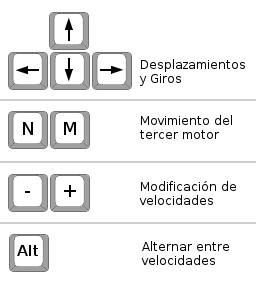 Desplazamientos
y Giros
N M
Movimiento del
tercer motor
- +
Modificación de
velocidades
Alt
Alternar entre
velocidades